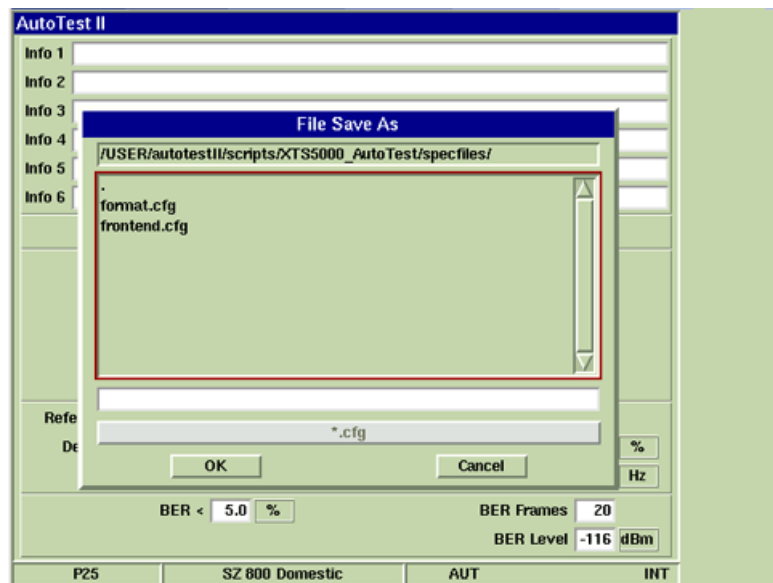 AutoTest II
Info 1
Info 2
Info 3
File Save As
Info 4
/USER/autotestII/scripts/XTS5000_AutoTest/specfiles/
Info 5
.
Info 6
format.cfg
frontend.cfg
Refe
*.cfg
De
%
OK
Cancel
Hz
BER < 5.0 %
BER Frames 20
BER Level -116 dBm
P25
SZ 800 Domestic
AUT
INT